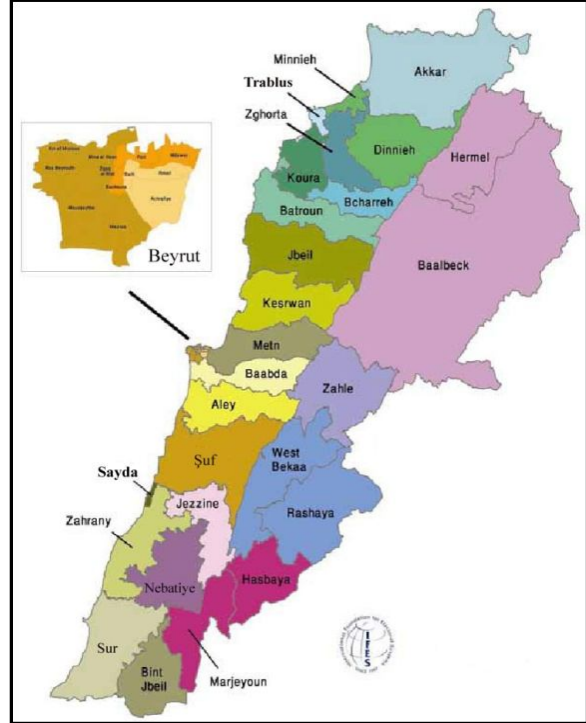 Minnieh
Akkar
Trablus
Zghorta
Dinnieh
Hermel
Koura
Bcharreh
Batroun
Baalbeck
Jbeil
Kesrwan
Metn
Baabda
Zahle
Aley
Şuf
West
Bekaa
Sayda
Jezzine
Rashaya
Zahrany
Nebatiye
Hasbaya
Sur
Bint
Jbeil
Marjeyoun
Beyrut
IFES